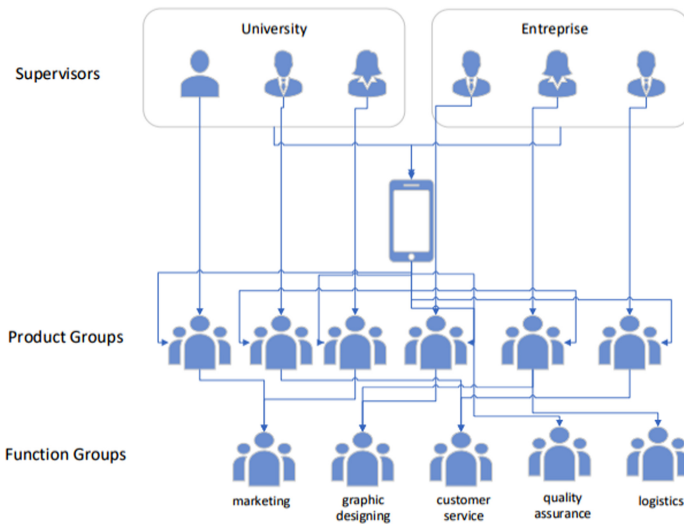 University
Entreprise
Supervisors
Product Groups
Function Groups
marketing
graphic
designing
customer
service
quality
assurance
logistics